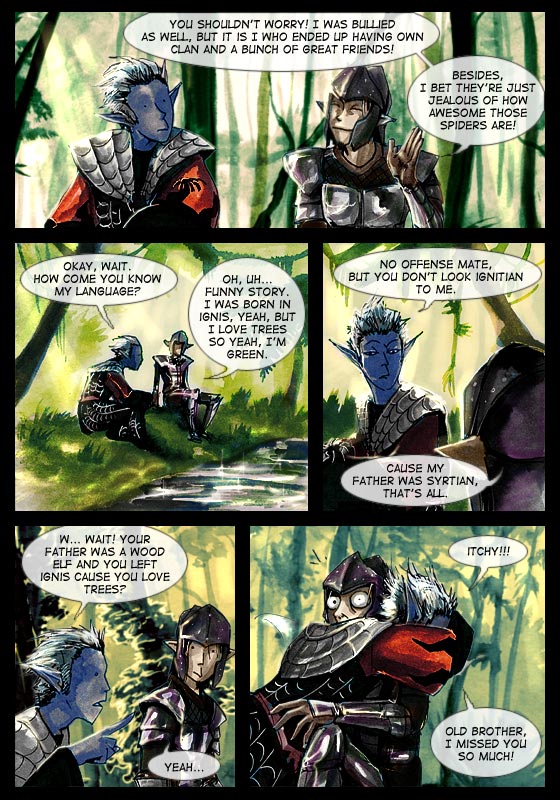 YOU SHOULDN'T WORRY! I WAS BULLIED
AS WELL, BUT IT IS I WHO ENDED UP HAVING OWN
CLAN AND A BUNCH OF GREAT FRIENDS!
BESIDES,
I BET THEY'RE JUST
JEALOUS OF HOW
AWESOME THOSE
SPIDERS ARE!
OKAY, WAIT.
HOW COME YOU KNOW
MY LANGUAGE?
OH, UH...
FUNNY STORY.
I WAS BORN IN
IGNIS, YEAH, BUT
I LOVE TREES
SO YEAH, I'M
GREEN.
NO OFFENSE MATE,
BUT YOU DON'T LOOK IGNITIAN
TO ME.
CAUSE MY
FATHER WAS SYRTIAN,
THAT'S ALL.
W... WAIT! YOUR
FATHER WAS A WOOD
ELF AND YOU LEFT
IGNIS CAUSE YOU LOVE
TREES?
YEAH...
ITCHY!!!
OLD BROTHER,
I MISSED YOU
SO MUCH!